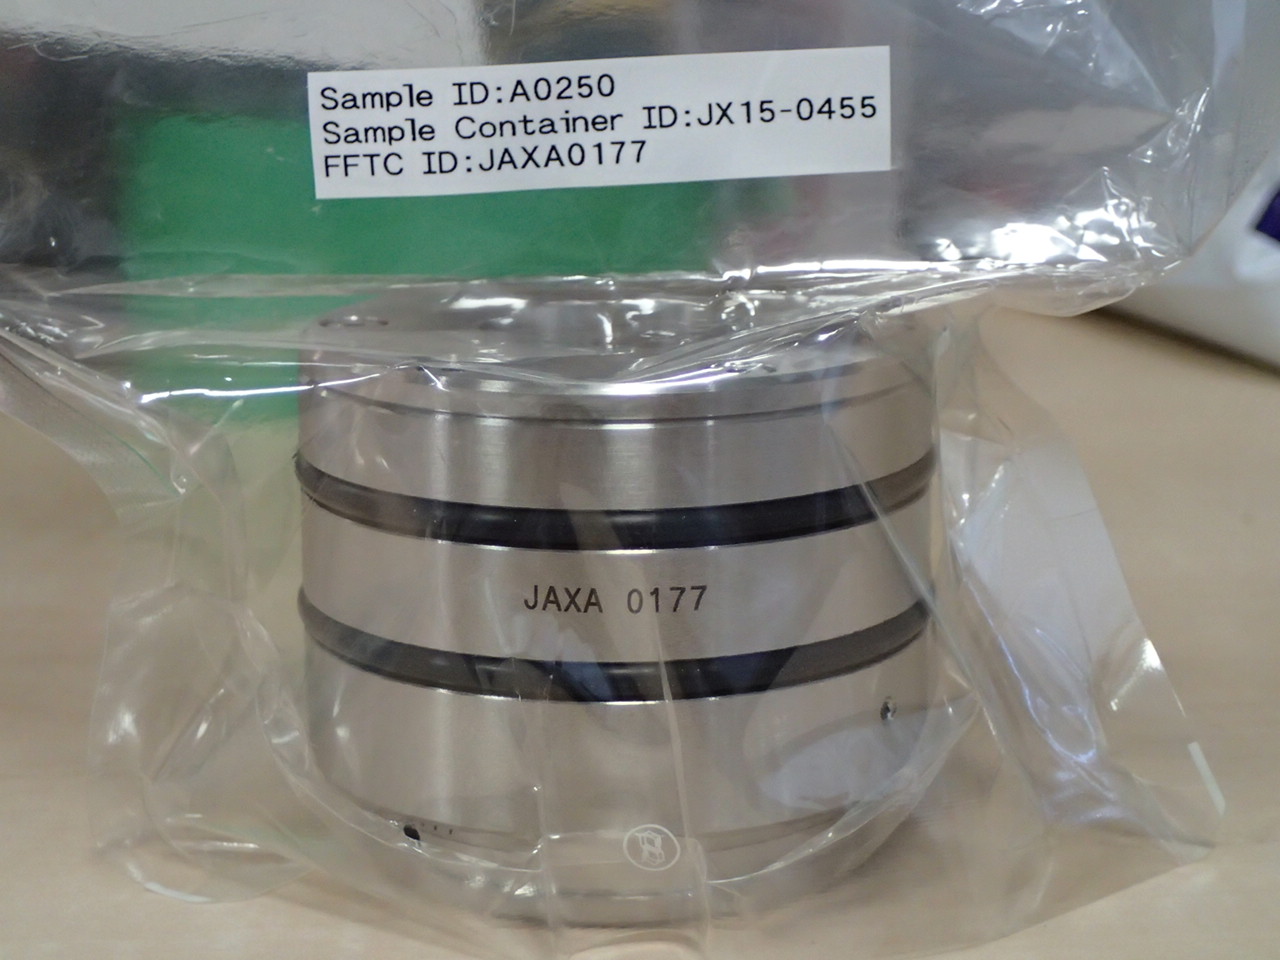 Sample ID:A0250
Sample Container ID:JX15-0455
FFTC ID:JAXA0177
JAXA 0177